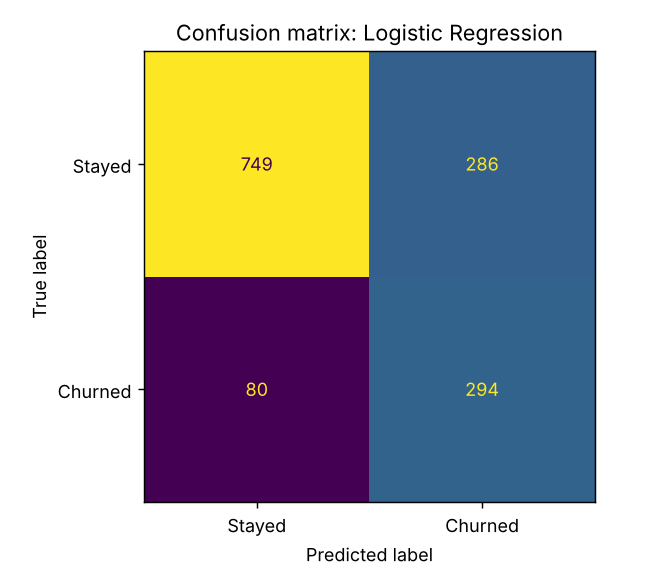 Confusion matrix: Logistic Regression
Stayed
749
286
True label
Churned
80
294
Stayed
Churned
Predicted label